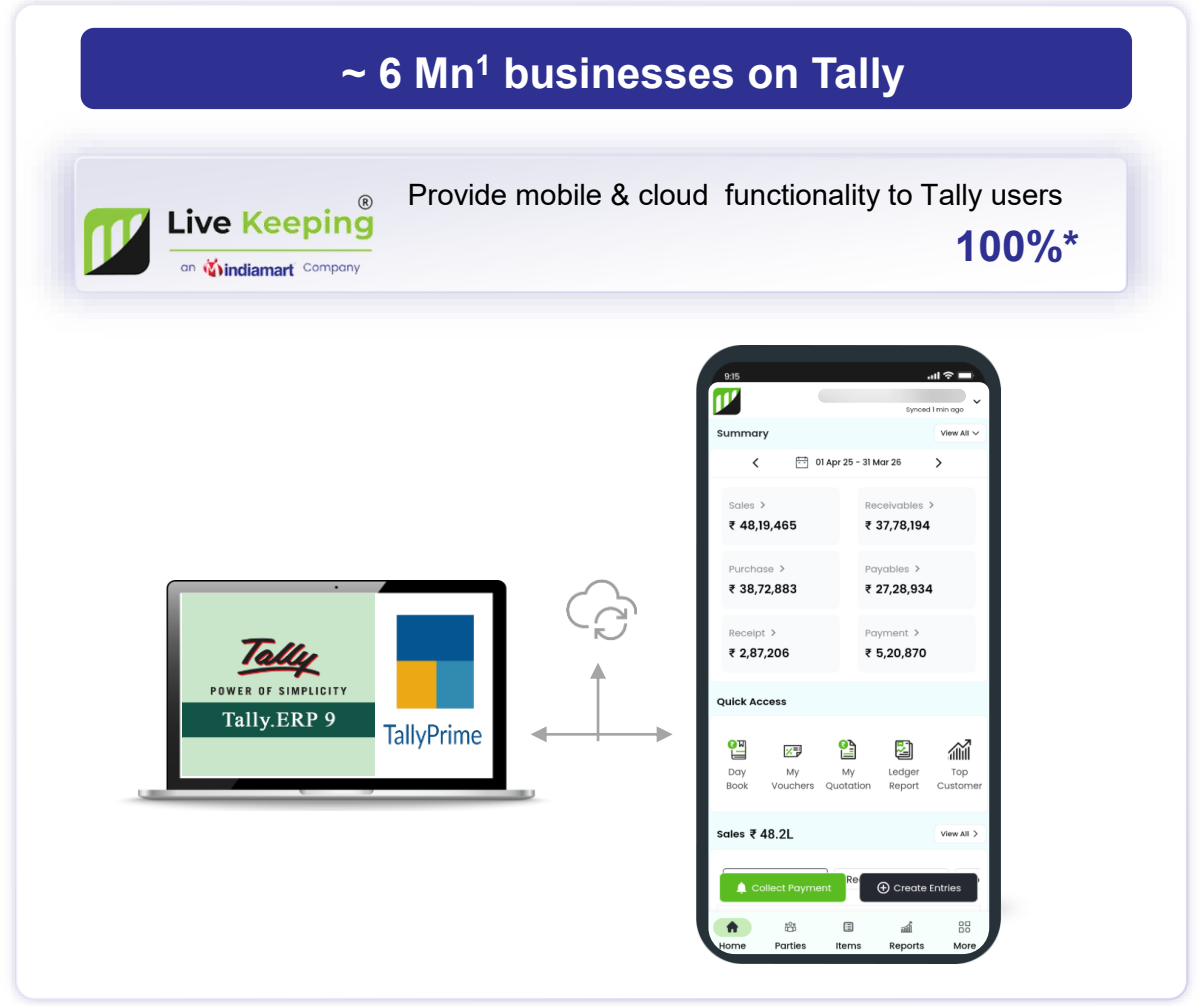 ~ 6 Mn¹ businesses on Tally
Provide mobile & cloud functionality to Tally users
100%*
Live Keeping®
an indiamart Company
9:15
Synced 1 min ago
Summary
View All
01 Apr 25 - 31 Mar 26
Sales > Receivables >
₹ 48,19,465 ₹ 37,78,194
Purchase > Payables >
₹ 38,72,883 ₹ 27,28,934
Receipt > Payment >
₹ 2,87,206 ₹ 5,20,870
Quick Access
Day My My Ledger Top
Book Vouchers Quotation Report Customer
Sales ₹ 48.2L View All >
Collect Payment Create Entries
Home Parties Items Reports More
Tally
POWER OF SIMPLICITY
Tally.ERP 9
TallyPrime